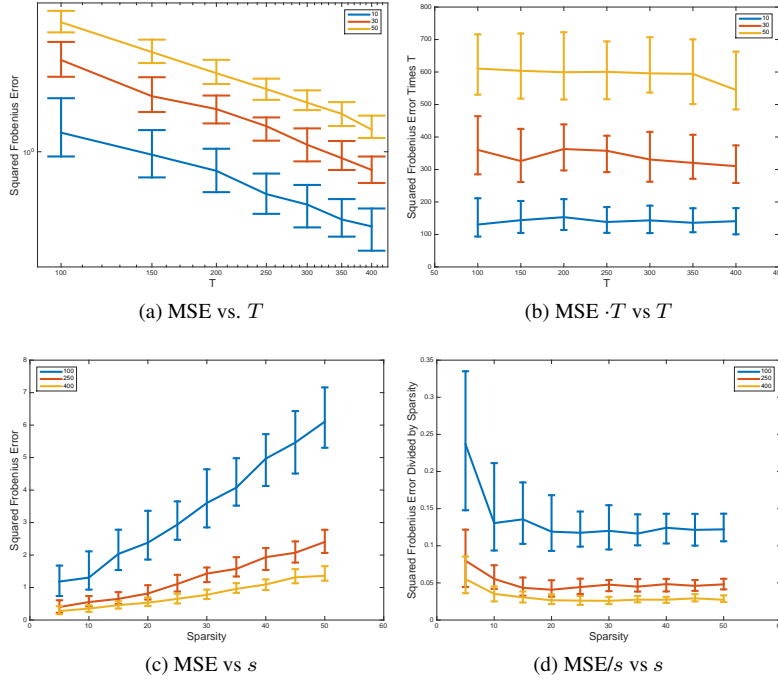 10
30
50
Squared Frobenius Error
10⁰
100 150 200 250 300 350 400
T
(a) MSE vs. T
10
30
50
Squared Frobenius Error Times T
800
700
600
500
400
300
200
100
0
50 100 150 200 250 300 350 400 450
T
(b) MSE ·T vs T
100
250
400
Squared Frobenius Error
8
7
6
5
4
3
2
1
0
0 10 20 30 40 50 60
Sparsity
(c) MSE vs s
100
250
400
Squared Frobenius Error Divided by Sparsity
0.35
0.3
0.25
0.2
0.15
0.1
0.05
0
0 10 20 30 40 50 60
Sparsity
(d) MSE/s vs s